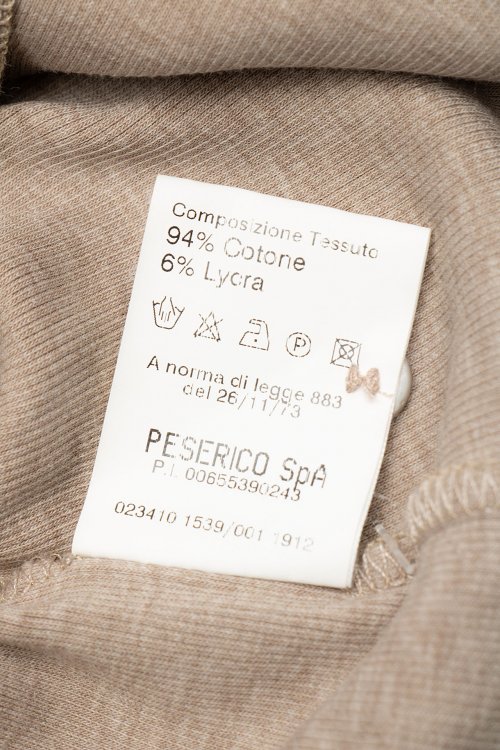 Composizione Tessuto
94% Cotone
6% Lycra
P
A norma di legge 883
del 26/11/73
PESERICO SpA
P.I. 00655390243
023410 1539/001 1912